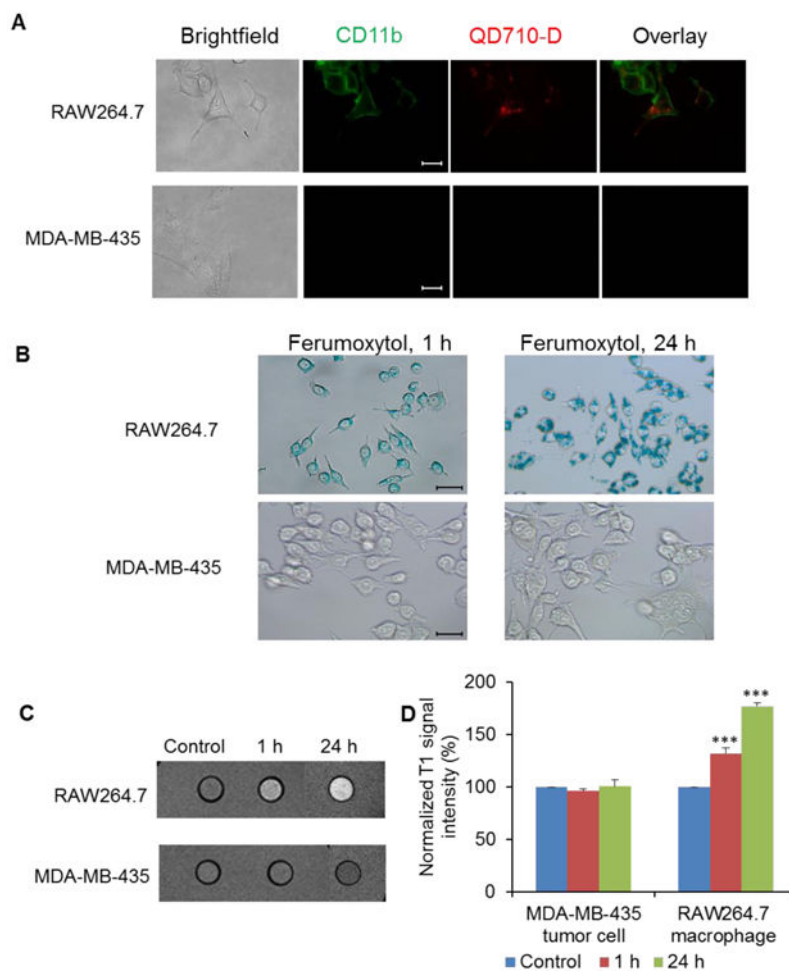 A
Brightfield CD11b QD710-D Overlay
RAW264.7
MDA-MB-435
B
Ferumoxytol, 1 h Ferumoxytol, 24 h
RAW264.7
MDA-MB-435
C
Control 1 h 24 h
RAW264.7
MDA-MB-435
D
Normalized T1 signal
intensity (%)
200
150
100
50
0
***
***
MDA-MB-435
tumor cell
RAW264.7
macrophage
Control 1 h 24 h